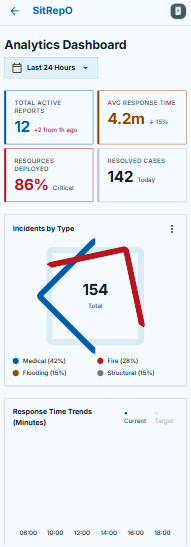 SitRepO
Analytics Dashboard
Last 24 Hours
TOTAL ACTIVE
REPORTS
12 +2 from 1h ago
AVG RESPONSE TIME
4.2m ↓ 15%
RESOURCES
DEPLOYED
86% Critical
RESOLVED CASES
142 Today
Incidents by Type
154
Total
Medical (42%)
Fire (28%)
Flooding (15%)
Structural (15%)
Response Time Trends
(Minutes)
Current
Target
08:00 10:00 12:00 14:00 16:00 18:00